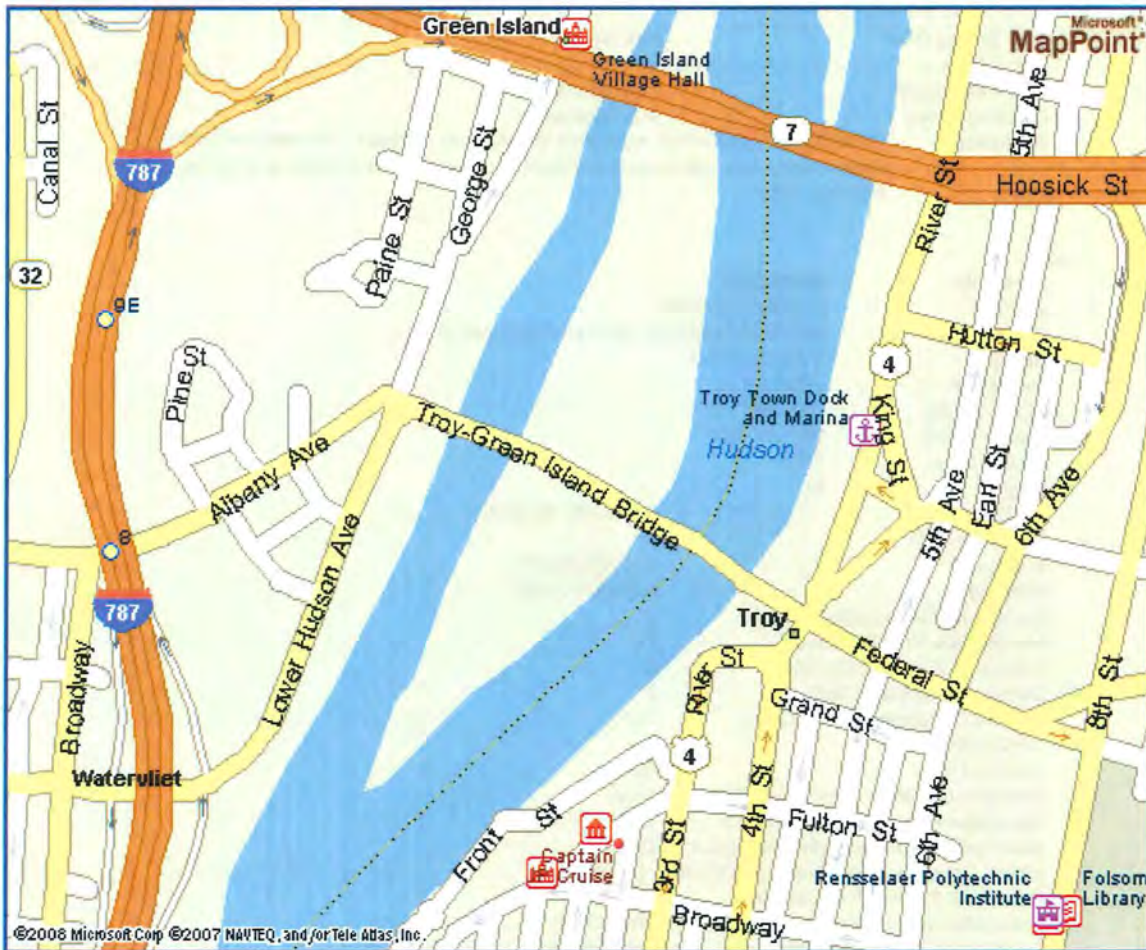 Green Island
Green Island
Village Hall
Microsoft®
MapPoint®
Canal St
787
32
9E
George St
Paine St
7
River St
5th Ave
Hoosick St
Hutton St
4
Troy Town Dock
and Marina
King St
Hudson
Pine St
Albany Ave
Troy-Green Island Bridge
5th Ave
Earl St
6th Ave
8
787
Lower Hudson Ave
Broadway
Watervliet
Troy
River St
Federal St
Grand St
8th St
4
4th St
Front St
3rd St
Fulton St
6th Ave
Captain
Cruise
Broadway
Rensselaer Polytechnic
Institute
Folsom
Library
©2008 Microsoft Corp ©2007 NAVTEQ, and/or Tele Atlas, Inc.